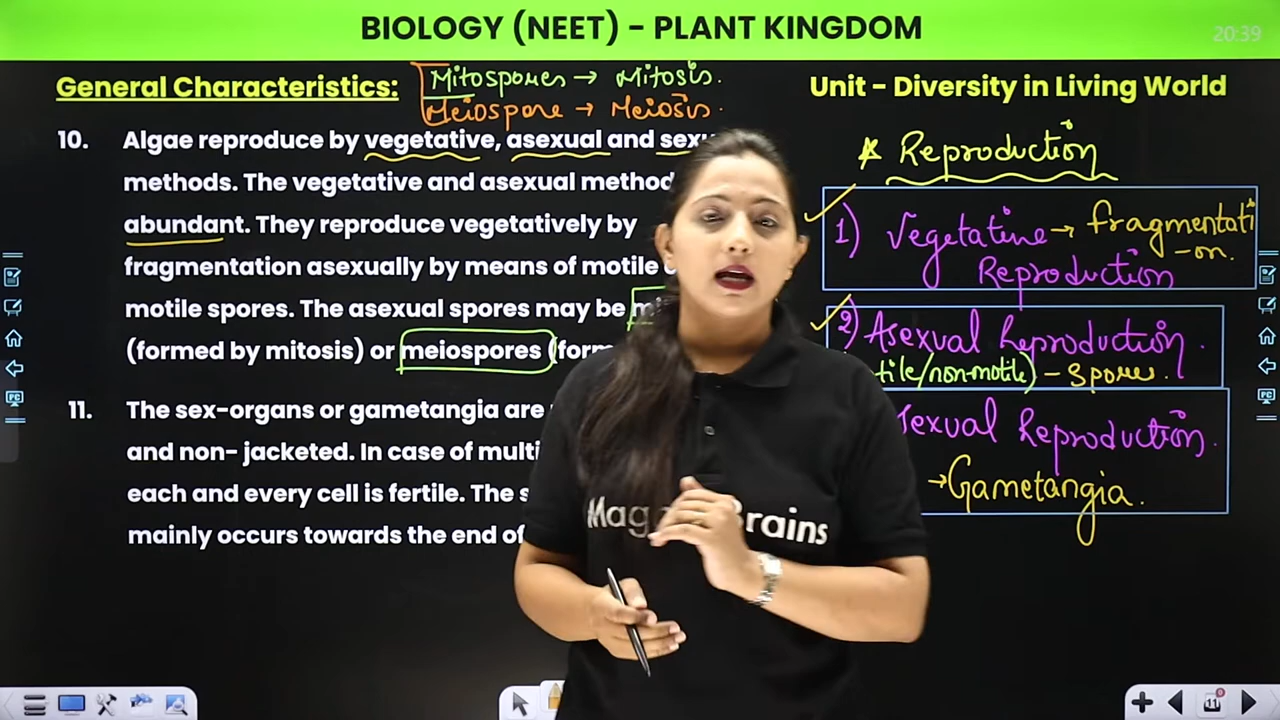 BIOLOGY (NEET) - PLANT KINGDOM
20:39
General Characteristics:
Mitospores → Mitosis.
Meiospore → Meiosis.
Unit - Diversity in Living World
10. Algae reproduce by vegetative, asexual and
methods. The vegetative and asexual
abundant. They reproduce vegetatively by
fragmentation asexually by means of motile
motile spores. The asexual spores may be
(formed by mitosis) or meiospores
11. The sex-organs or gametangia are
and non- jacketed. In case of
each and every cell is fertile. The
mainly occurs towards the end of
Reproduction
1) Vegetative → fragmentati
-on.
Reproduction
2) Asexual Reproduction.
tile/non-motile) - Spores.
Sexual Reproduction.
→ Gametangia.
Brains
11